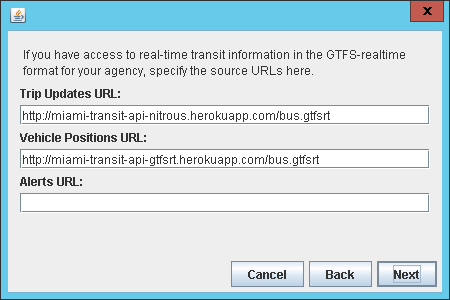 If you have access to real-time transit information in the GTFS-realtime
format for your agency, specify the source URLs here.
Trip Updates URL:
http://miami-transit-api-nitrous.herokuapp.com/bus.gtfsrt
Vehicle Positions URL:
http://miami-transit-api-gtfsrt.herokuapp.com/bus.gtfsrt
Alerts URL:
Cancel Back Next